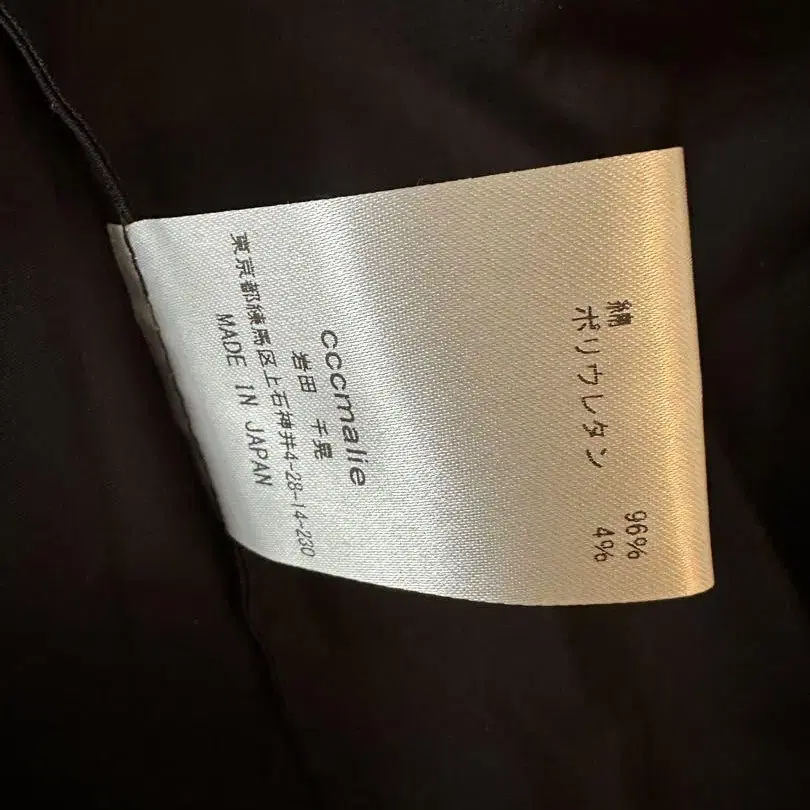 綿 96%
ポリウレタン 4%
cccmalie
岩田 千晃
東京都練馬区上石神井4-28-14-230
MADE IN JAPAN